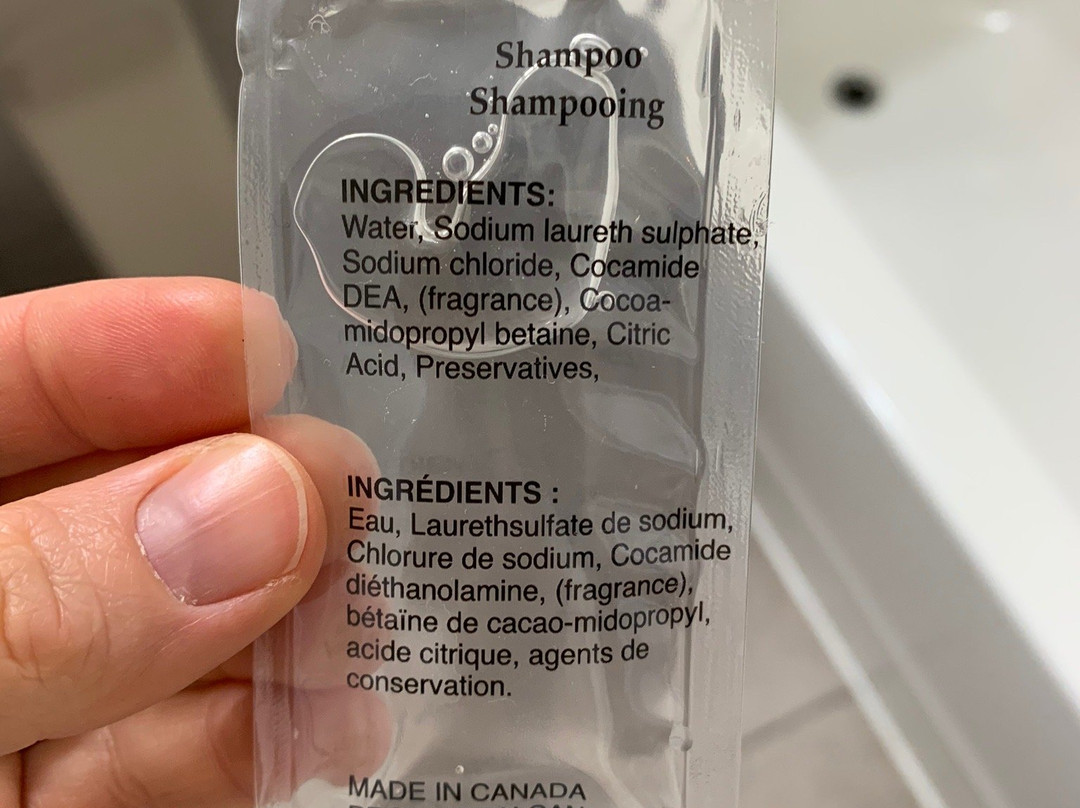 Shampoo
Shampooing
INGREDIENTS:
Water, Sodium laureth sulphate,
Sodium chloride, Cocamide
DEA, (fragrance), Cocoa-
midopropyl betaine, Citric
Acid, Preservatives,
INGRÉDIENTS :
Eau, Laurethsulfate de sodium,
Chlorure de sodium, Cocamide
diéthanolamine, (fragrance),
bétaïne de cacao-midopropyl,
acide citrique, agents de
conservation.
MADE IN CANADA